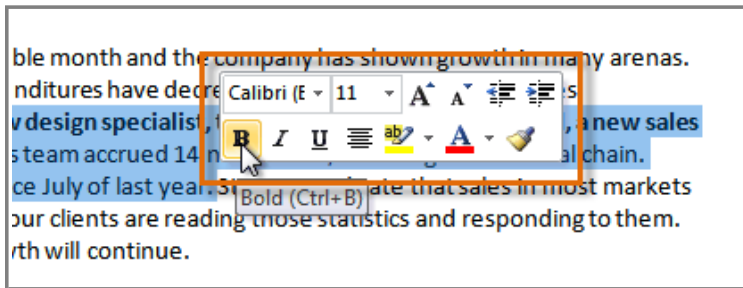 ble month and the company has shown growth in many arenas.
nditures have decre
Calibri (E 11 A A
design specialist, , a new sales
B I U ab A
s team accrued 14 chain.
ce July of last year. ate that sales in most markets
Bold (Ctrl+B)
our clients are reading those statistics and responding to them.
th will continue.